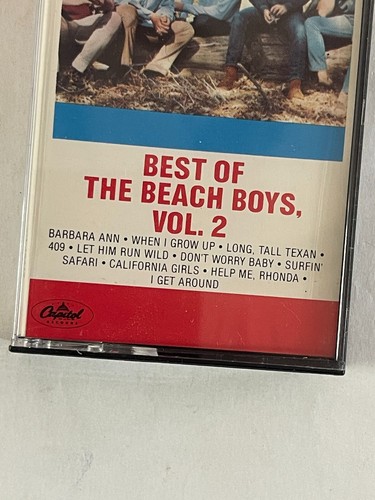 BEST OF
THE BEACH BOYS,
VOL. 2
BARBARA ANN • WHEN I GROW UP • LONG, TALL TEXAN •
409 • LET HIM RUN WILD • DON'T WORRY BABY • SURFIN'
SAFARI • CALIFORNIA GIRLS • HELP ME, RHONDA •
I GET AROUND
Capitol
RECORDS